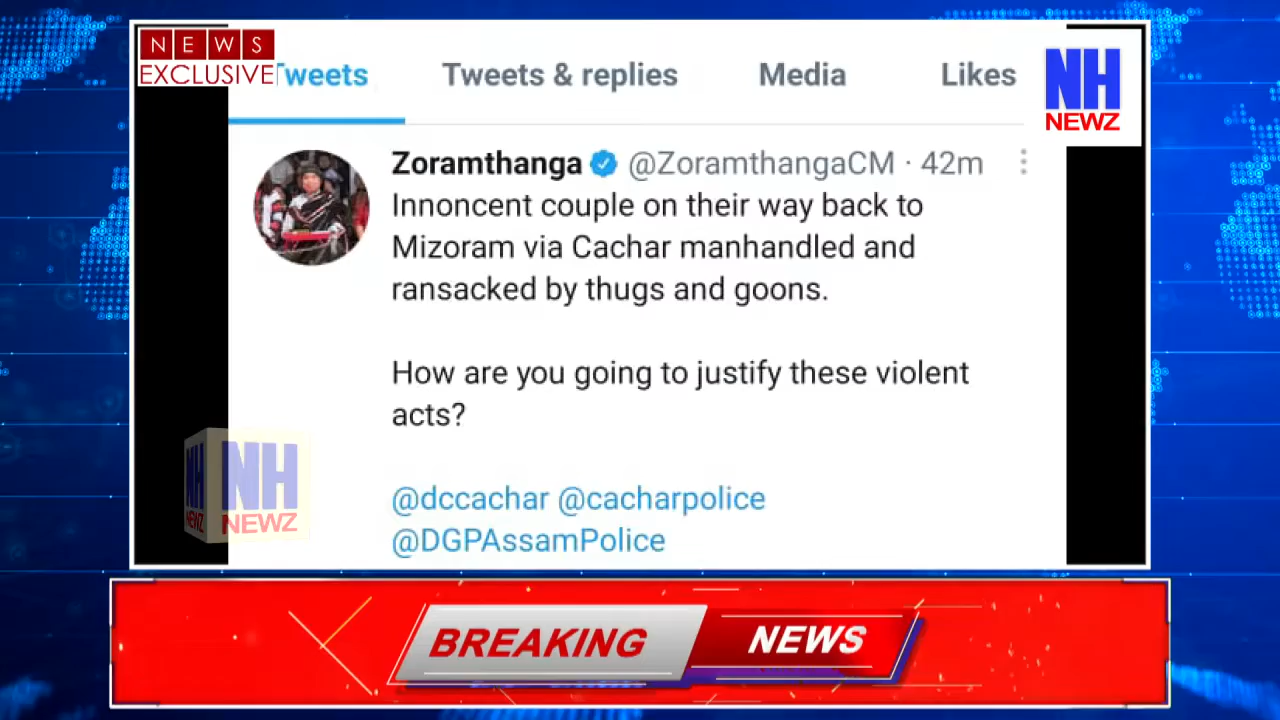 NEWS
EXCLUSIVE
Tweets Tweets & replies Media Likes
NH
NEWZ
Zoramthanga @ZoramthangaCM · 42m
Innoncent couple on their way back to
Mizoram via Cachar manhandled and
ransacked by thugs and goons.
How are you going to justify these violent
acts?
@dccachar @cacharpolice
@DGPAssamPolice
NH NH
NEWZ NEWZ
BREAKING NEWS